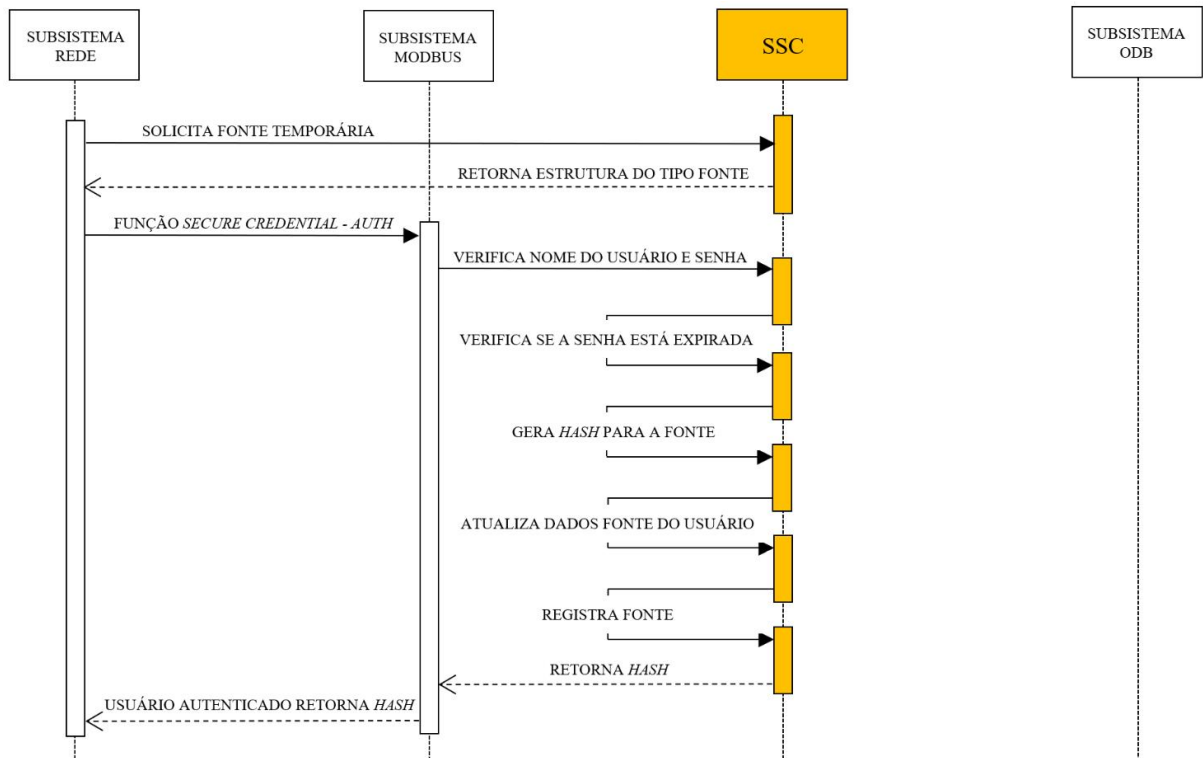 SUBSISTEMA
REDE
SUBSISTEMA
MODBUS
SSC
SUBSISTEMA
ODB
SOLICITA FONTE TEMPORÁRIA
RETORNA ESTRUTURA DO TIPO FONTE
FUNÇÃO SECURE CREDENTIAL - AUTH
VERIFICA NOME DO USUÁRIO E SENHA
VERIFICA SE A SENHA ESTÁ EXPIRADA
GERA HASH PARA A FONTE
ATUALIZA DADOS FONTE DO USUÁRIO
REGISTRA FONTE
RETORNA HASH
USUÁRIO AUTENTICADO RETORNA HASH